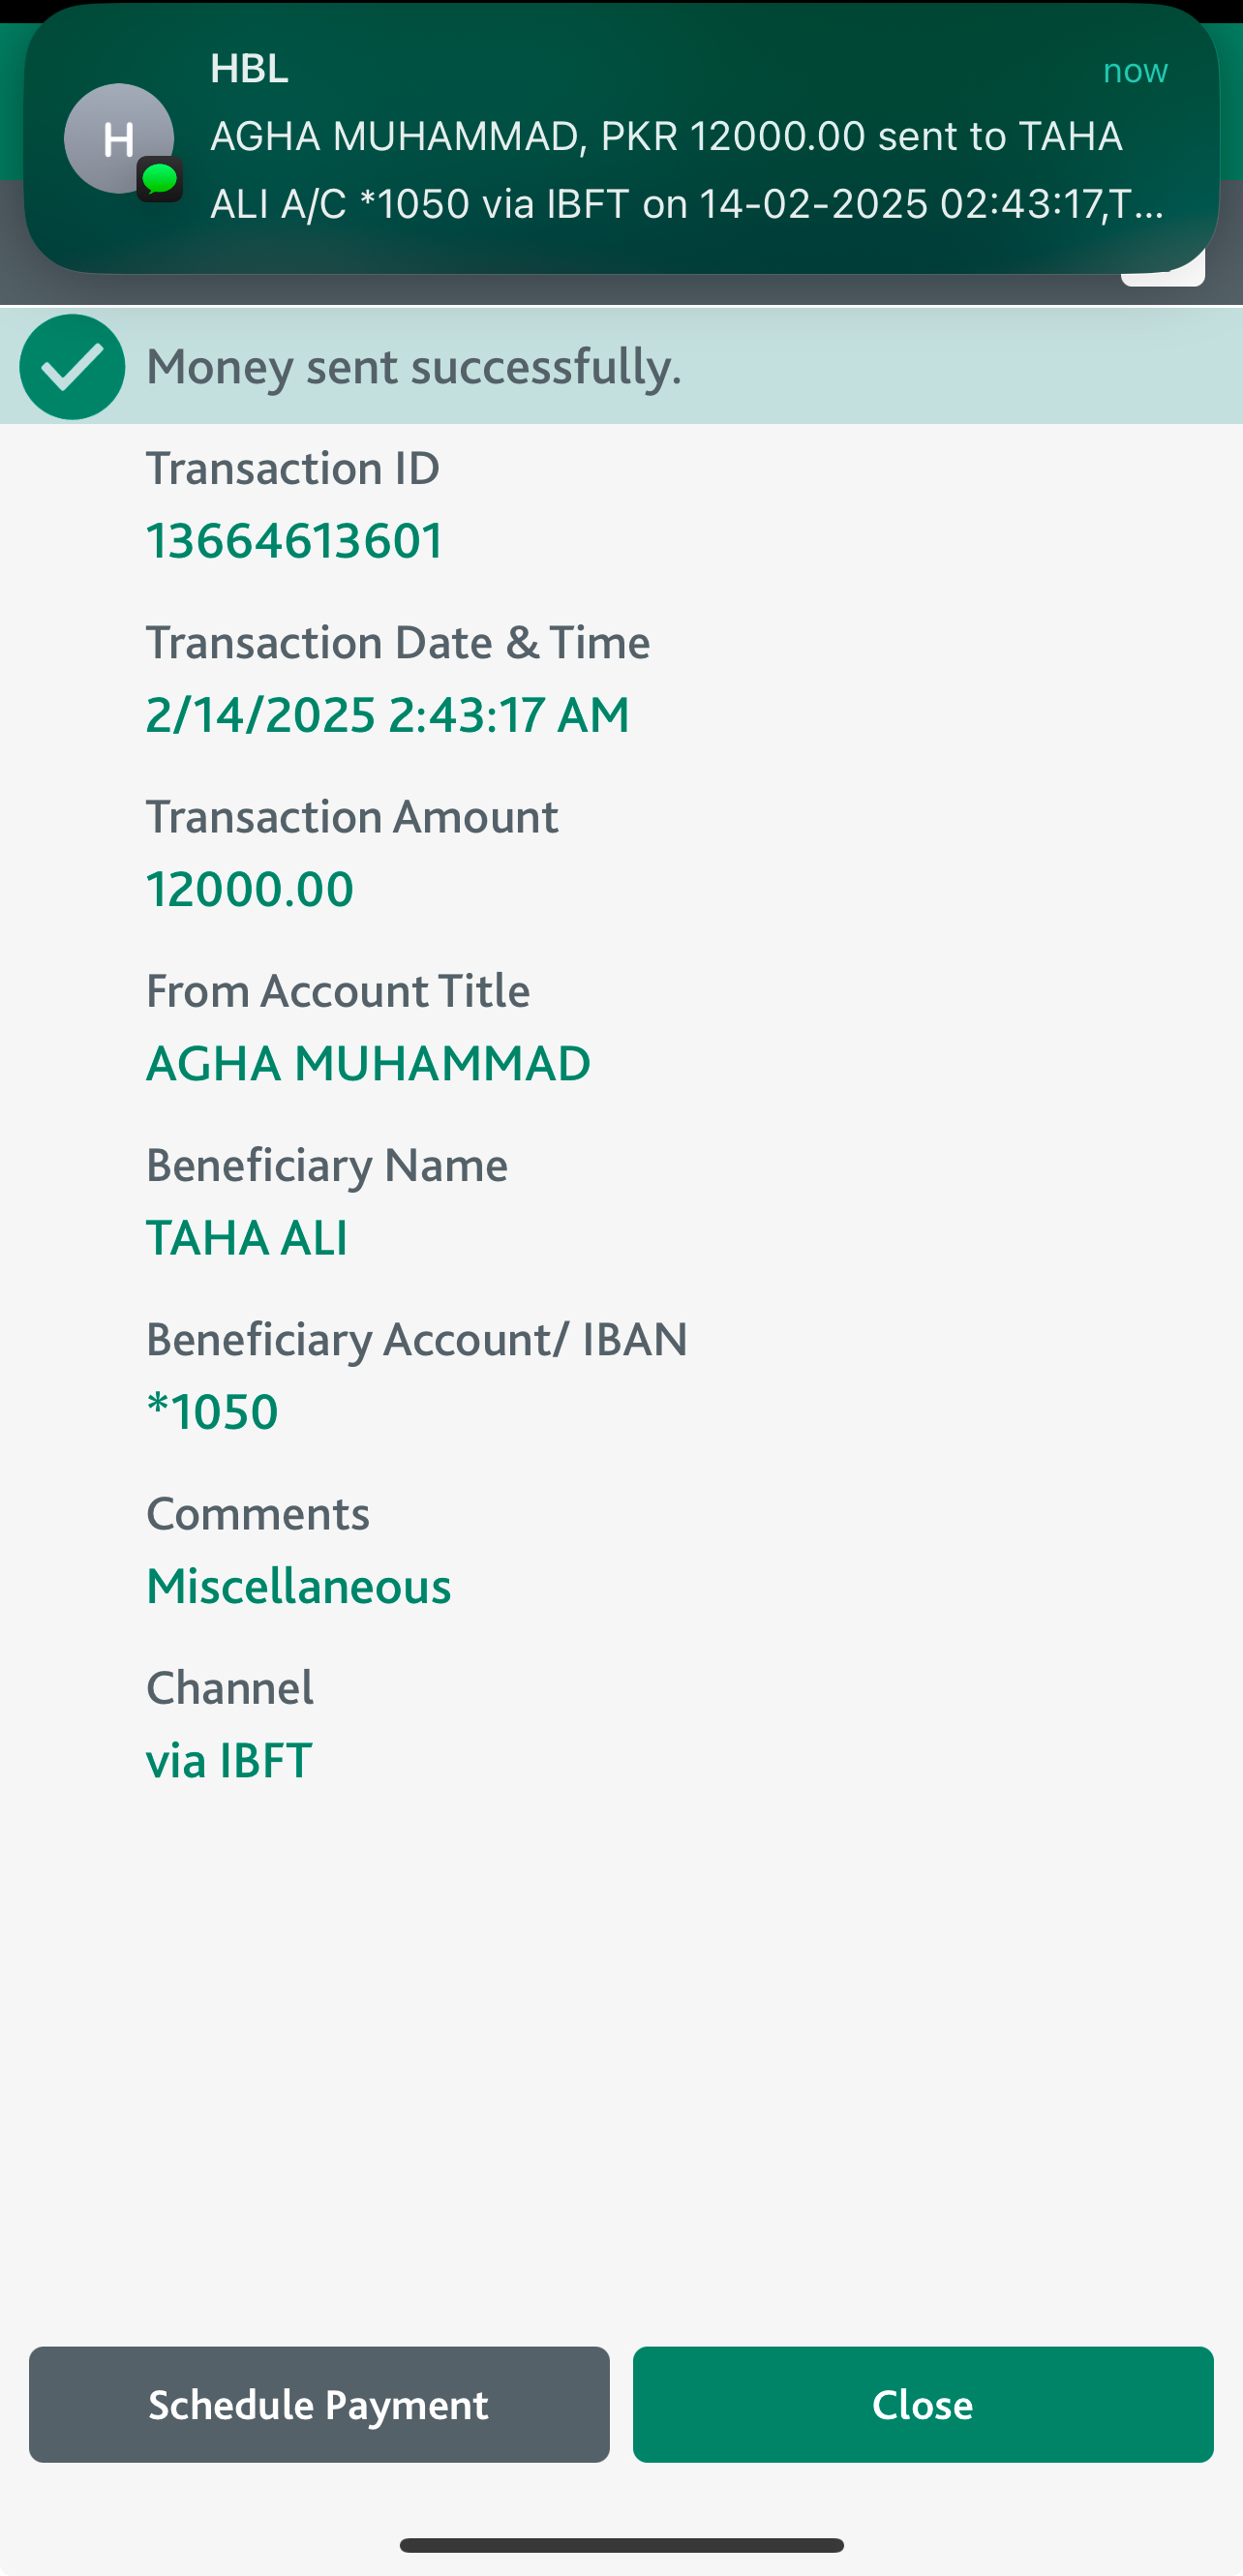 HBL
now
H
AGHA MUHAMMAD, PKR 12000.00 sent to TAHA
ALI A/C *1050 via IBFT on 14-02-2025 02:43:17,T...
Money sent successfully.
Transaction ID
13664613601
Transaction Date & Time
2/14/2025 2:43:17 AM
Transaction Amount
12000.00
From Account Title
AGHA MUHAMMAD
Beneficiary Name
TAHA ALI
Beneficiary Account/ IBAN
*1050
Comments
Miscellaneous
Channel
via IBFT
Schedule Payment
Close